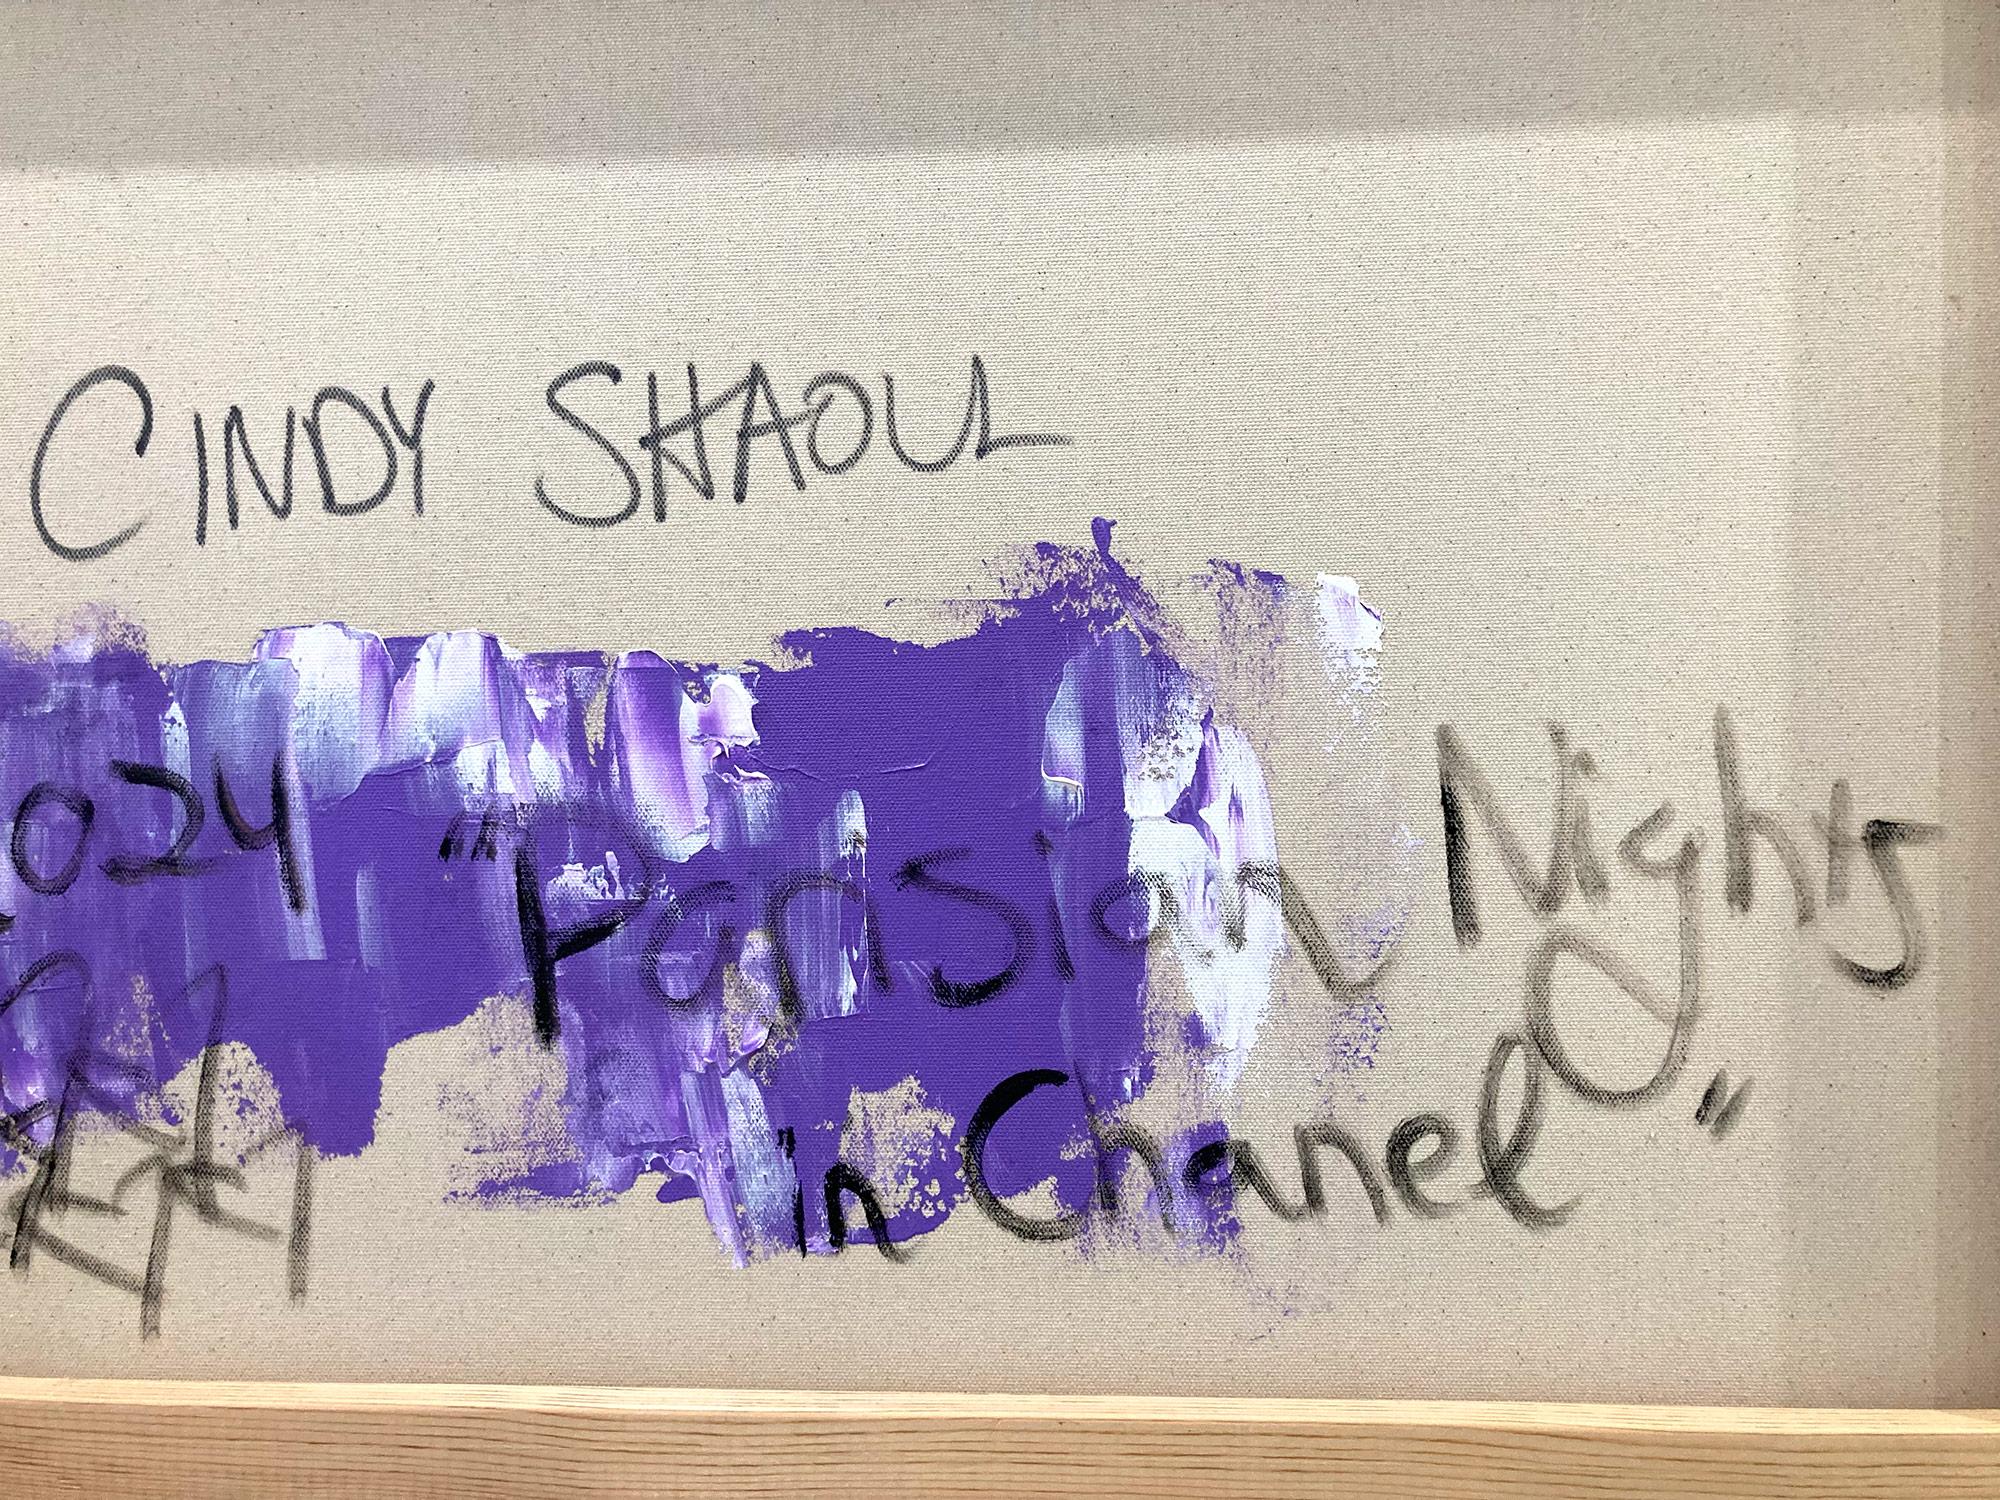 CINDY SHAOUL
2024 "Parisian Nights
in Chanel"